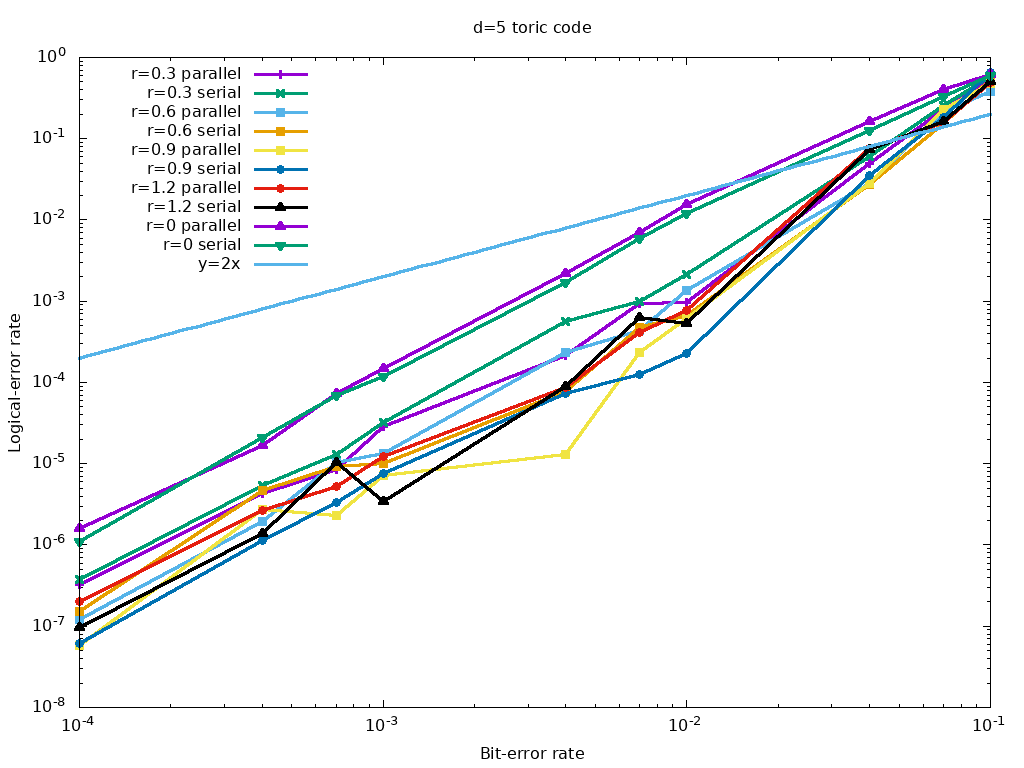 d=5 toric code
10^0
10^-1
10^-2
10^-3
10^-4
10^-5
10^-6
10^-7
10^-8
Logical-error rate
r=0.3 parallel
r=0.3 serial
r=0.6 parallel
r=0.6 serial
r=0.9 parallel
r=0.9 serial
r=1.2 parallel
r=1.2 serial
r=0 parallel
r=0 serial
y=2x
10^-4
10^-3
10^-2
10^-1
Bit-error rate